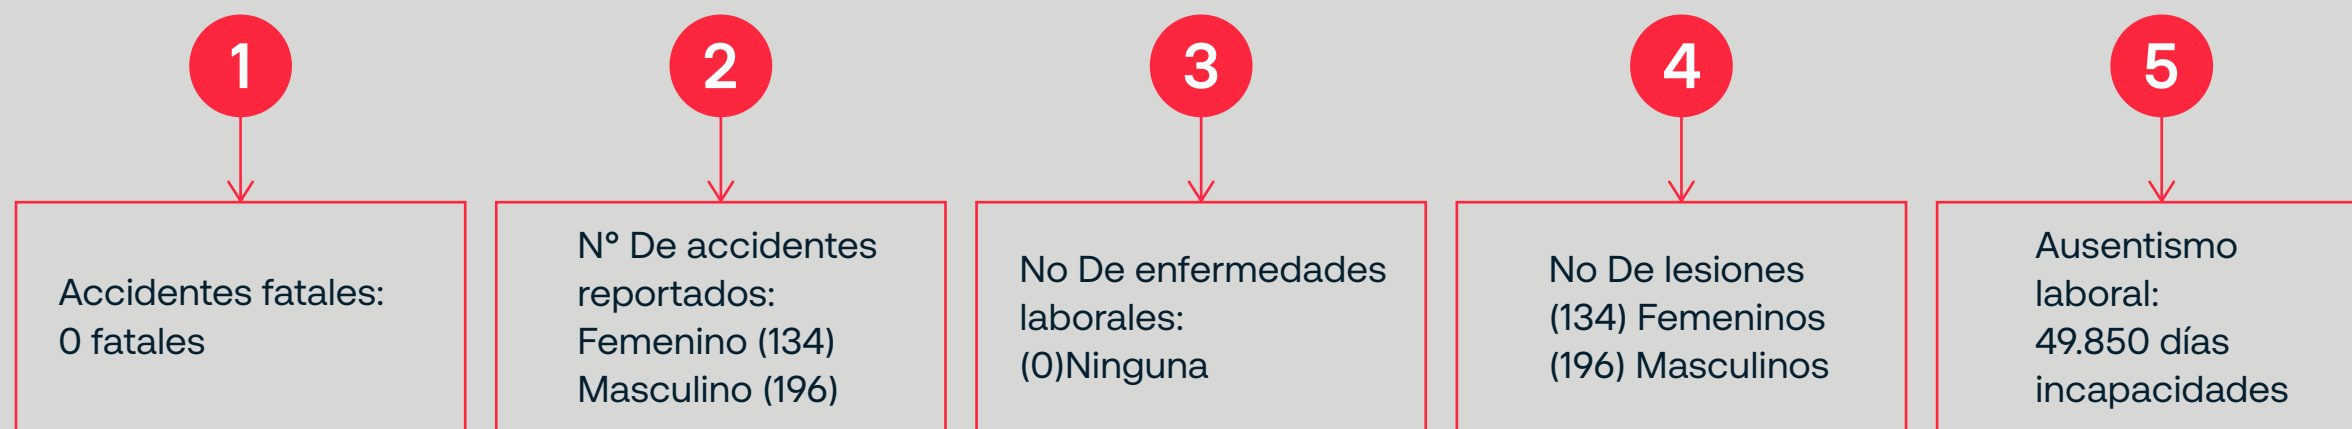 1
Accidentes fatales:
0 fatales
2
N° De accidentes
reportados:
Femenino (134)
Masculino (196)
3
No De enfermedades
laborales:
(0)Ninguna
4
No De lesiones
(134) Femeninos
(196) Masculinos
5
Ausentismo
laboral:
49.850 días
incapacidades